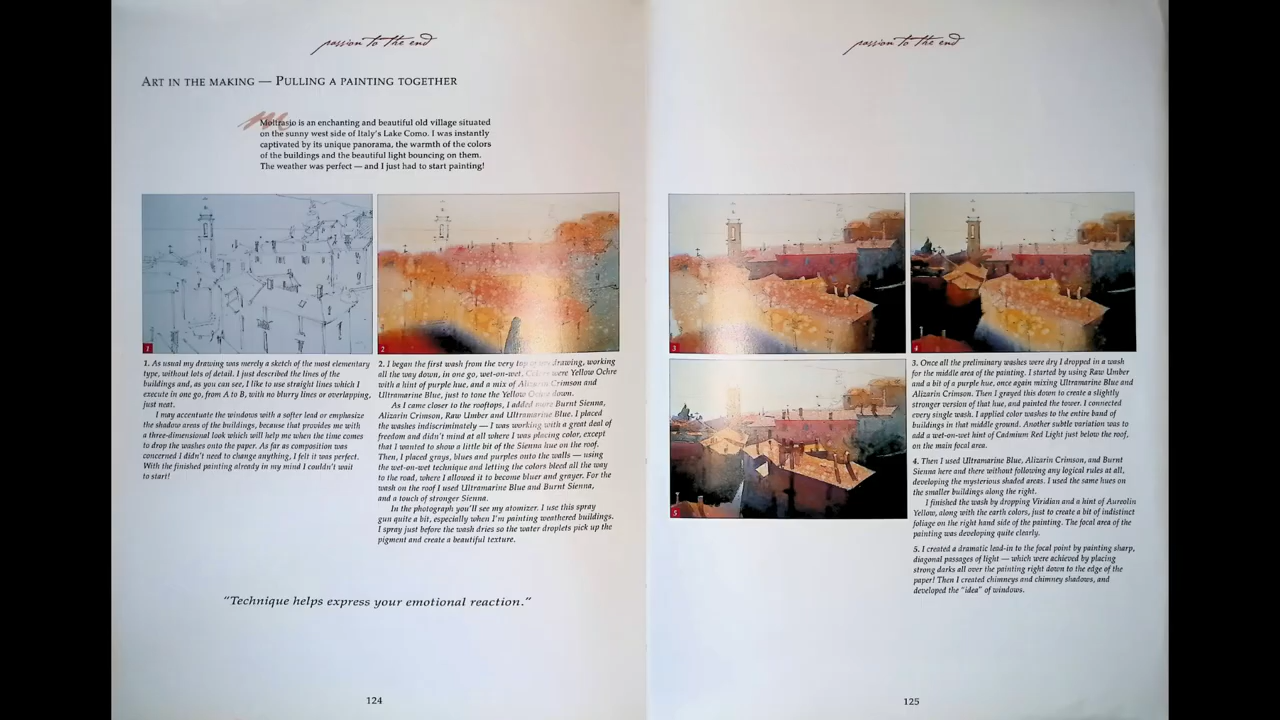 passion to the end
ART IN THE MAKING — PULLING A PAINTING TOGETHER
Moltrasio is an enchanting and beautiful old village situated
on the sunny west side of Italy's Lake Como. I was instantly
captivated by its unique panorama, the warmth of the colors
of the buildings and the beautiful light bouncing on them.
The weather was perfect — and I just had to start painting!
1
2
1. As usual my drawing was merely a sketch of the most elementary
type, without lots of detail. I just described the lines of the
buildings and, as you can see, I like to use straight lines which I
execute in one go, from A to B, with no blurry lines or overlapping,
just neat.
I may accentuate the windows with a softer lead or emphasize
the shadow areas of the buildings, because that provides me with
a three-dimensional look which will help me when the time comes
to drop the washes onto the paper. As far as composition was
concerned I didn't need to change anything, I felt it was perfect.
With the finished painting already in my mind I couldn't wait
to start!
2. I began the first wash from the very top of my drawing, working
all the way down, in one go, wet-on-wet. Colors were Yellow Ochre
with a hint of purple hue, and a mix of Alizarin Crimson and
Ultramarine Blue, just to tone the Yellow Ochre down.
As I came closer to the rooftops, I added more Burnt Sienna,
Alizarin Crimson, Raw Umber and Ultramarine Blue. I placed
the washes indiscriminately — I was working with a great deal of
freedom and didn't mind at all where I was placing color, except
that I wanted to show a little bit of the Sienna hue on the roof.
Then, I placed grays, blues and purples onto the walls — using
the wet-on-wet technique and letting the colors bleed all the way
to the road, where I allowed it to become bluer and grayer. For the
wash on the roof I used Ultramarine Blue and Burnt Sienna,
and a touch of stronger Sienna.
In the photograph you'll see my atomizer. I use this spray
gun quite a bit, especially when I'm painting weathered buildings.
I spray just before the wash dries so the water droplets pick up the
pigment and create a beautiful texture.
"Technique helps express your emotional reaction."
124
passion to the end
3
4
5
3. Once all the preliminary washes were dry I dropped in a wash
for the middle area of the painting. I started by using Raw Umber
and a bit of a purple hue, once again mixing Ultramarine Blue and
Alizarin Crimson. Then I grayed this down to create a slightly
stronger version of that hue, and painted the tower. I connected
every single wash. I applied color washes to the entire band of
buildings in that middle ground. Another subtle variation was to
add a wet-on-wet hint of Cadmium Red Light just below the roof,
on the main focal area.
4. Then I used Ultramarine Blue, Alizarin Crimson, and Burnt
Sienna here and there without following any logical rules at all,
developing the mysterious shaded areas. I used the same hues on
the smaller buildings along the right.
I finished the wash by dropping Viridian and a hint of Aureolin
Yellow, along with the earth colors, just to create a bit of indistinct
foliage on the right hand side of the painting. The focal area of the
painting was developing quite clearly.
5. I created a dramatic lead-in to the focal point by painting sharp,
diagonal passages of light — which were achieved by placing
strong darks all over the painting right down to the edge of the
paper! Then I created chimneys and chimney shadows, and
developed the "idea" of windows.
125